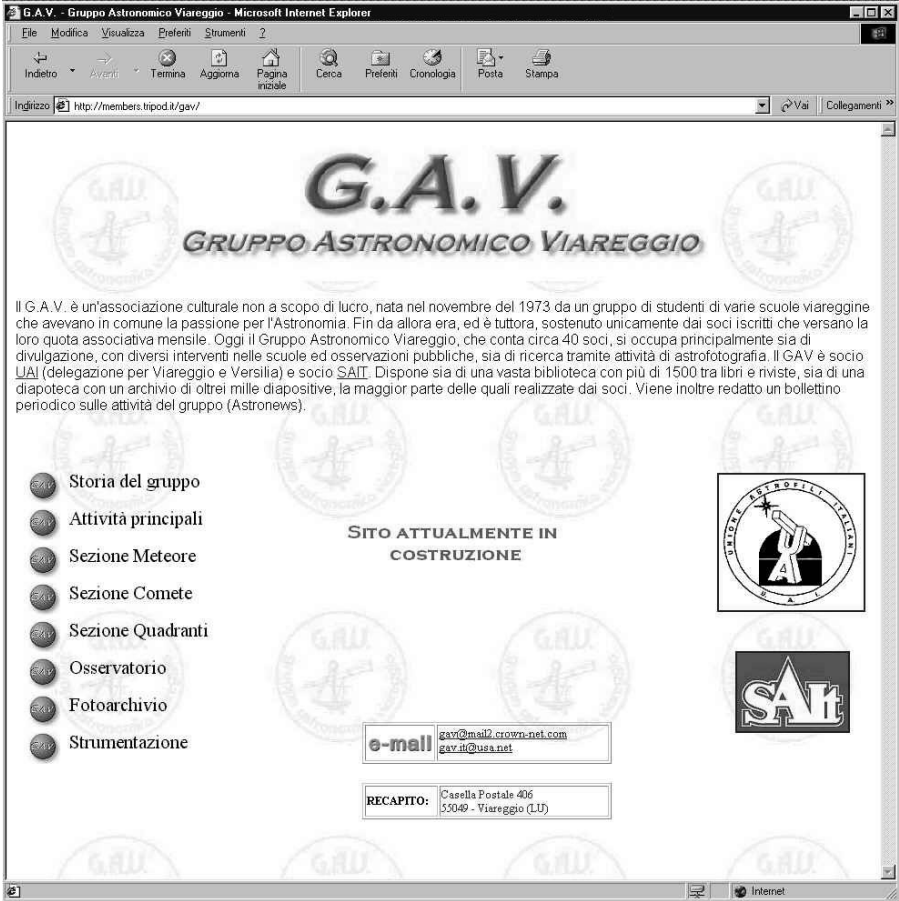 G.A.V. - Gruppo Astronomico Viareggio - Microsoft Internet Explorer
File Modifica Visualizza Preferiti Strumenti ?
Indietro Avanti Termina Aggiorna Pagina iniziale Cerca Preferiti Cronologia Posta Stampa
Indirizzo http://members.tripod.it/gav/ Vai Collegamenti »
G.A.V.
GRUPPO ASTRONOMICO VIAREGGIO
Il G.A.V. è un'associazione culturale non a scopo di lucro, nata nel novembre del 1973 da un gruppo di studenti di varie scuole viareggine
che avevano in comune la passione per l'Astronomia. Fin da allora era, ed è tuttora, sostenuto unicamente dai soci iscritti che versano la
loro quota associativa mensile. Oggi il Gruppo Astronomico Viareggio, che conta circa 40 soci, si occupa principalmente sia di
divulgazione, con diversi interventi nelle scuole ed osservazioni pubbliche, sia di ricerca tramite attività di astrofotografia. Il GAV è socio
UAI (delegazione per Viareggio e Versilia) e socio SAIT. Dispone sia di una vasta biblioteca con più di 1500 tra libri e riviste, sia di una
diapoteca con un archivio di oltrei mille diapositive, la maggior parte delle quali realizzate dai soci. Viene inoltre redatto un bollettino
periodico sulle attività del gruppo (Astronews).
Storia del gruppo
Attività principali
Sezione Meteore
Sezione Comete
Sezione Quadranti
Osservatorio
Fotoarchivio
Strumentazione
SITO ATTUALMENTE IN
COSTRUZIONE
UNIONE ASTROFILI ITALIANI
U. A. I.
UAI
SAIt
e-mail
gav@mail2.crown-net.com
gav.it@usa.net
RECAPITO:
Casella Postale 406
55049 - Viareggio (LU)
Internet